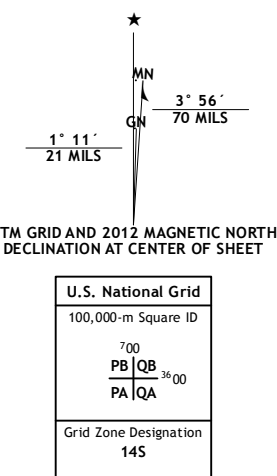 ★
MN
3° 56´
70 MILS
GN
1° 11´
21 MILS
TM GRID AND 2012 MAGNETIC NORTH
DECLINATION AT CENTER OF SHEET
U.S. National Grid
100,000-m Square ID
700
PB QB
3600
PA QA
Grid Zone Designation
14S